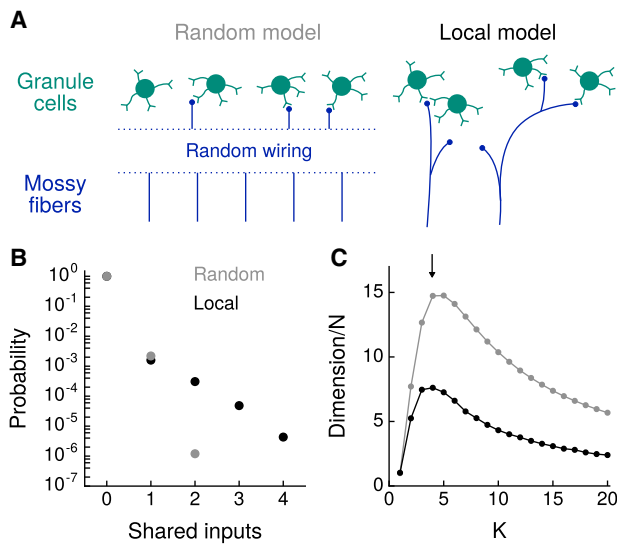 A
Random model
Local model
Granule
cells
Random wiring
Mossy
fibers
B
Random
Local
Probability
10^0
10^-1
10^-2
10^-3
10^-4
10^-5
10^-6
10^-7
0 1 2 3 4
Shared inputs
C
Dimension/N
15
10
5
0
0 5 10 15 20
K